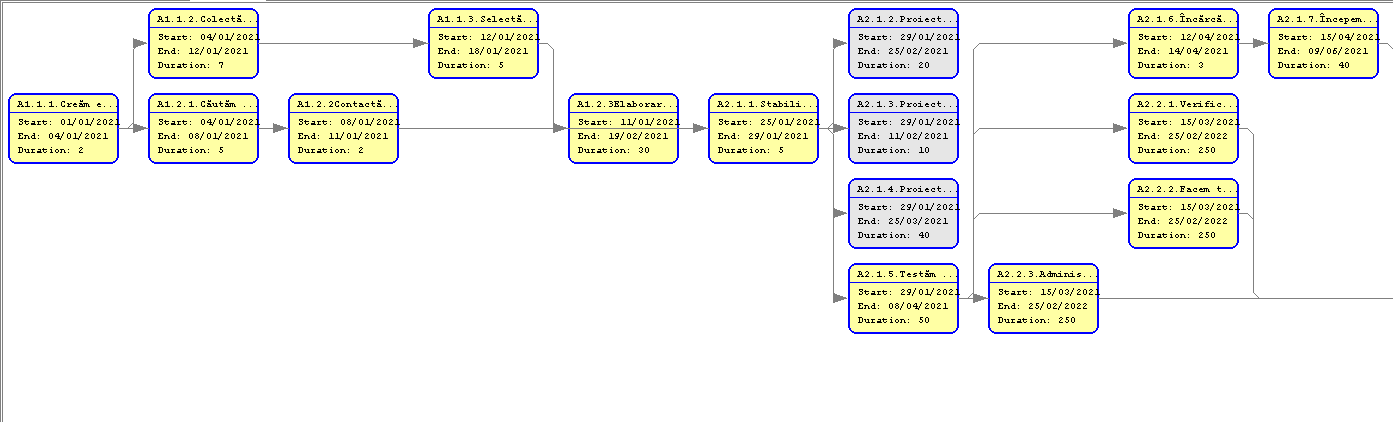 A1.1.2.Colectă...
Start: 04/01/2021
End: 12/01/2021
Duration: 7
A1.1.3.Selectă...
Start: 12/01/2021
End: 18/01/2021
Duration: 5
A2.1.2.Proiect...
Start: 29/01/2021
End: 25/02/2021
Duration: 20
A2.1.6.Încărcă...
Start: 12/04/2021
End: 14/04/2021
Duration: 3
A2.1.7.Începem...
Start: 15/04/2021
End: 09/06/2021
Duration: 40
A1.1.1.Creăm e...
Start: 01/01/2021
End: 04/01/2021
Duration: 2
A1.2.1.Căutăm ...
Start: 04/01/2021
End: 08/01/2021
Duration: 5
A1.2.2Contactă...
Start: 08/01/2021
End: 11/01/2021
Duration: 2
A1.2.3Elaborar...
Start: 11/01/2021
End: 19/02/2021
Duration: 30
A2.1.1.Stabili...
Start: 25/01/2021
End: 29/01/2021
Duration: 5
A2.1.3.Proiect...
Start: 29/01/2021
End: 11/02/2021
Duration: 10
A2.2.1.Verific...
Start: 15/03/2021
End: 25/02/2022
Duration: 250
A2.1.4.Proiect...
Start: 29/01/2021
End: 25/03/2021
Duration: 40
A2.2.2.Facem t...
Start: 15/03/2021
End: 25/02/2022
Duration: 250
A2.1.5.Testăm ...
Start: 29/01/2021
End: 08/04/2021
Duration: 50
A2.2.3.Adminis...
Start: 15/03/2021
End: 25/02/2022
Duration: 250